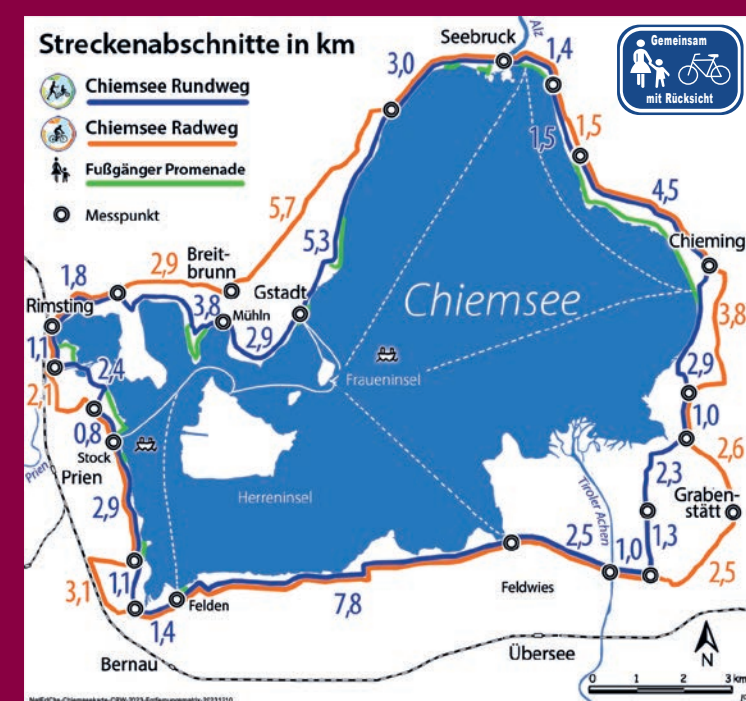 Streckenabschnitte in km
Chiemsee Rundweg
Chiemsee Radweg
Fußgänger Promenade
Messpunkt
Seebruck
Alz
Gemeinsam
mit Rücksicht
3,0
1,4
1,5
1,5
4,5
5,7
5,3
Chieming
Breit-
brunn
2,9
1,8
Rimsting
3,8
Mühln
Gstadt
2,9
Chiemsee
3,8
1,1
2,4
2,1
Fraueninsel
2,9
0,8
Stock
1,0
Prien
Prien
2,6
2,3
Graben-
stätt
Herreninsel
Tiroler Achen
2,9
1,3
2,5
1,0
2,5
1,1
3,1
1,4
Felden
7,8
Feldwies
Bernau
Übersee
N
0 1 2 3 km